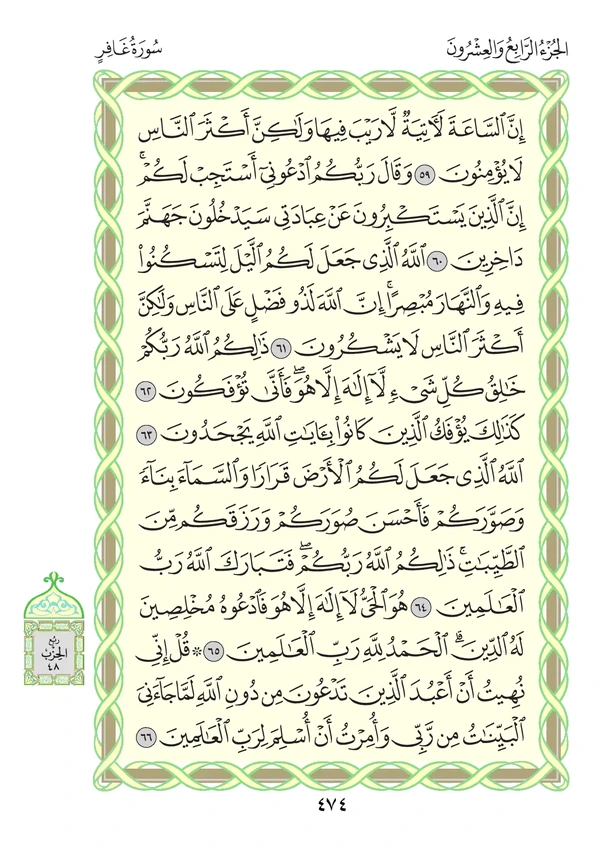 الجُزْءُ الرَّابِعُ وَالعِشْرُونَ
سُورَةُ غَافِرٍ
إِنَّ ٱلسَّاعَةَ لَأٓتِيَةٌ لَّا رَيْبَ فِيهَا وَلَٰكِنَّ أَكْثَرَ ٱلنَّاسِ
لَا يُؤْمِنُونَ ٥٩ وَقَالَ رَبُّكُمُ ٱدْعُونِىٓ أَسْتَجِبْ لَكُمْ ۚ
إِنَّ ٱلَّذِينَ يَسْتَكْبِرُونَ عَنْ عِبَادَتِى سَيَدْخُلُونَ جَهَنَّمَ
دَاخِرِينَ ٦٠ ٱللَّهُ ٱلَّذِى جَعَلَ لَكُمُ ٱلَّيْلَ لِتَسْكُنُوا۟
فِيهِ وَٱلنَّهَارَ مُبْصِرًا ۚ إِنَّ ٱللَّهَ لَذُو فَضْلٍ عَلَى ٱلنَّاسِ وَلَٰكِنَّ
أَكْثَرَ ٱلنَّاسِ لَا يَشْكُرُونَ ٦١ ذَٰلِكُمُ ٱللَّهُ رَبُّكُمْ
خَٰلِقُ كُلِّ شَىْءٍ لَّآ إِلَٰهَ إِلَّا هُوَ ۖ فَأَنَّىٰ تُؤْفَكُونَ ٦٢
كَذَٰلِكَ يُؤْفَكُ ٱلَّذِينَ كَانُوا۟ بِـَٔايَٰتِ ٱللَّهِ يَجْحَدُونَ ٦٣
ٱللَّهُ ٱلَّذِى جَعَلَ لَكُمُ ٱلْأَرْضَ قَرَارًا وَٱلسَّمَآءَ بِنَآءً
وَصَوَّرَكُمْ فَأَحْسَنَ صُوَرَكُمْ وَرَزَقَكُم مِّنَ
ٱلطَّيِّبَٰتِ ۚ ذَٰلِكُمُ ٱللَّهُ رَبُّكُمْ ۖ فَتَبَارَكَ ٱللَّهُ رَبُّ
ٱلْعَٰلَمِينَ ٦٤ هُوَ ٱلْحَىُّ لَآ إِلَٰهَ إِلَّا هُوَ فَٱدْعُوهُ مُخْلِصِينَ
لَهُ ٱلدِّينَ ۗ ٱلْحَمْدُ لِلَّهِ رَبِّ ٱلْعَٰلَمِينَ ٦٥ ۞ قُلْ إِنِّى
نُهِيتُ أَنْ أَعْبُدَ ٱلَّذِينَ تَدْعُونَ مِن دُونِ ٱللَّهِ لَمَّا جَآءَنِىَ
ٱلْبَيِّنَٰتُ مِن رَّبِّى وَأُمِرْتُ أَنْ أُسْلِمَ لِرَبِّ ٱلْعَٰلَمِينَ ٦٦
ربع
الحزب
٤٨
٤٧٤